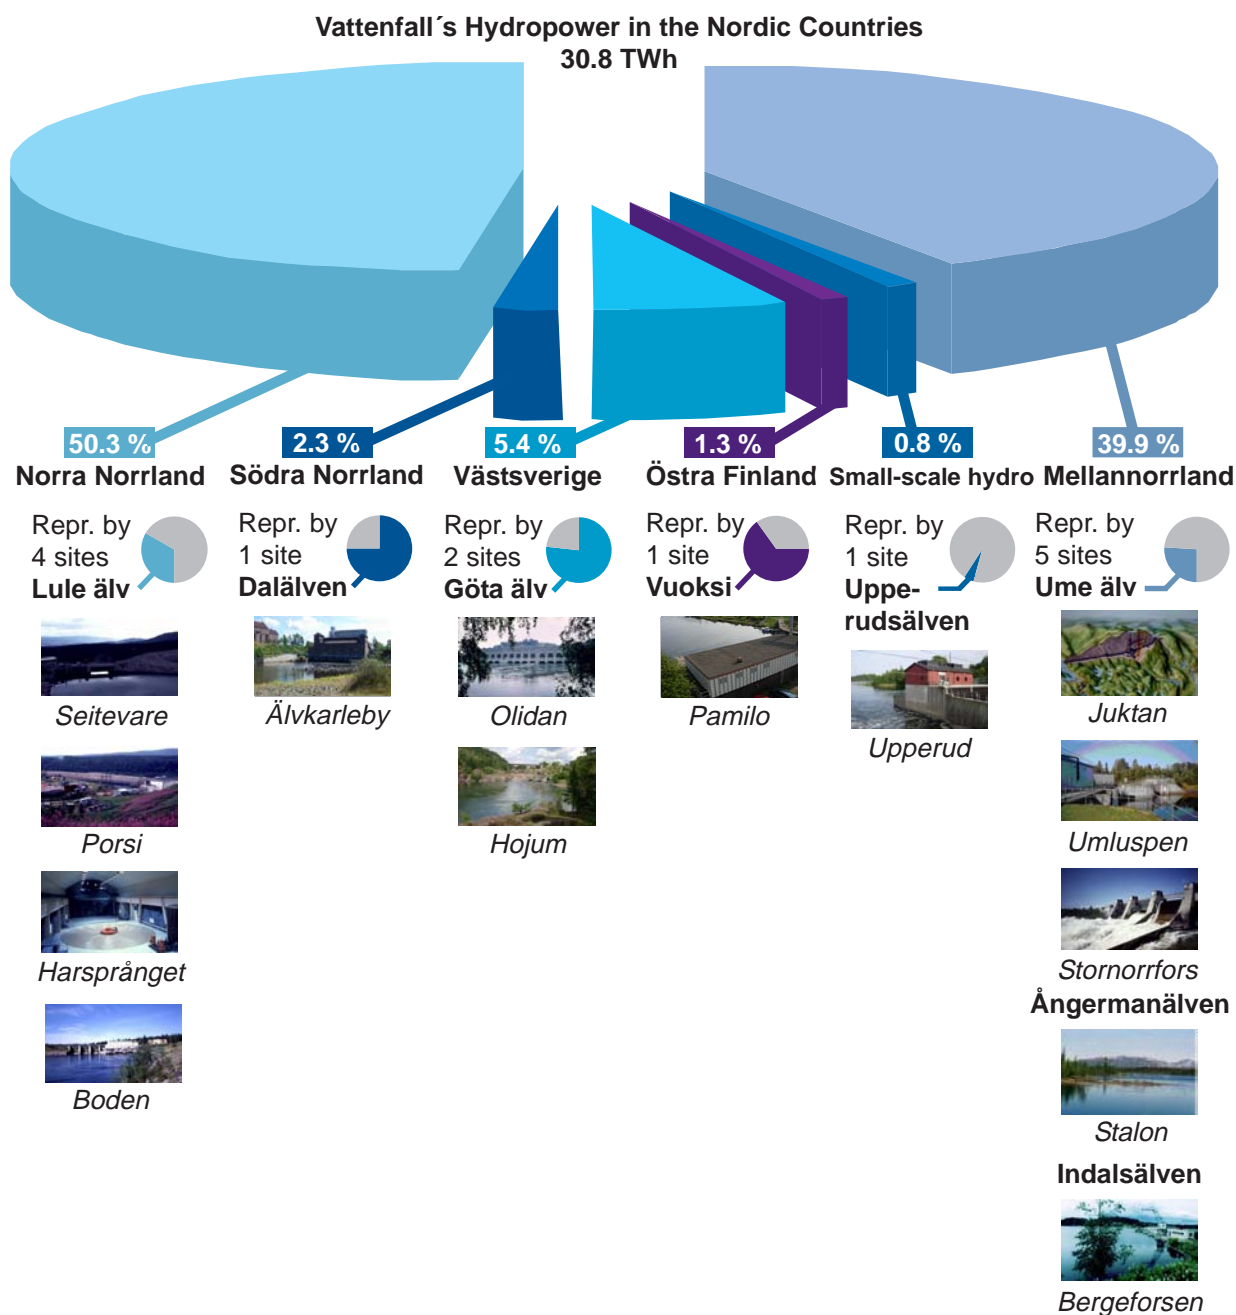 Vattenfall´s Hydropower in the Nordic Countries
30.8 TWh
50.3 %
Norra Norrland
Repr. by
4 sites
Lule älv
Seitevare
Porsi
Harsprånget
Boden
2.3 %
Södra Norrland
Repr. by
1 site
Dalälven
Älvkarleby
5.4 %
Västsverige
Repr. by
2 sites
Göta älv
Olidan
Hojum
1.3 %
Östra Finland
Repr. by
1 site
Vuoksi
Pamilo
0.8 %
Small-scale hydro
Repr. by
1 site
Uppe-
rudsälven
Upperud
39.9 %
Mellannorrland
Repr. by
5 sites
Ume älv
Juktan
Umluspen
Stornorrfors
Ångermanälven
Stalon
Indalsälven
Bergeforsen